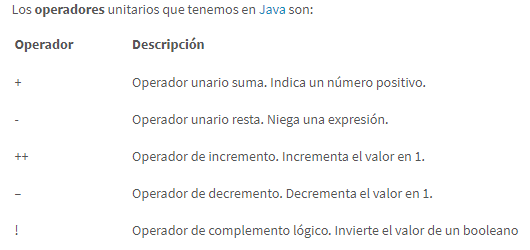 Los operadores unitarios que tenemos en Java son:
Operador Descripción
+ Operador unario suma. Indica un número positivo.
- Operador unario resta. Niega una expresión.
++ Operador de incremento. Incrementa el valor en 1.
– Operador de decremento. Decrementa el valor en 1.
! Operador de complemento lógico. Invierte el valor de un booleano